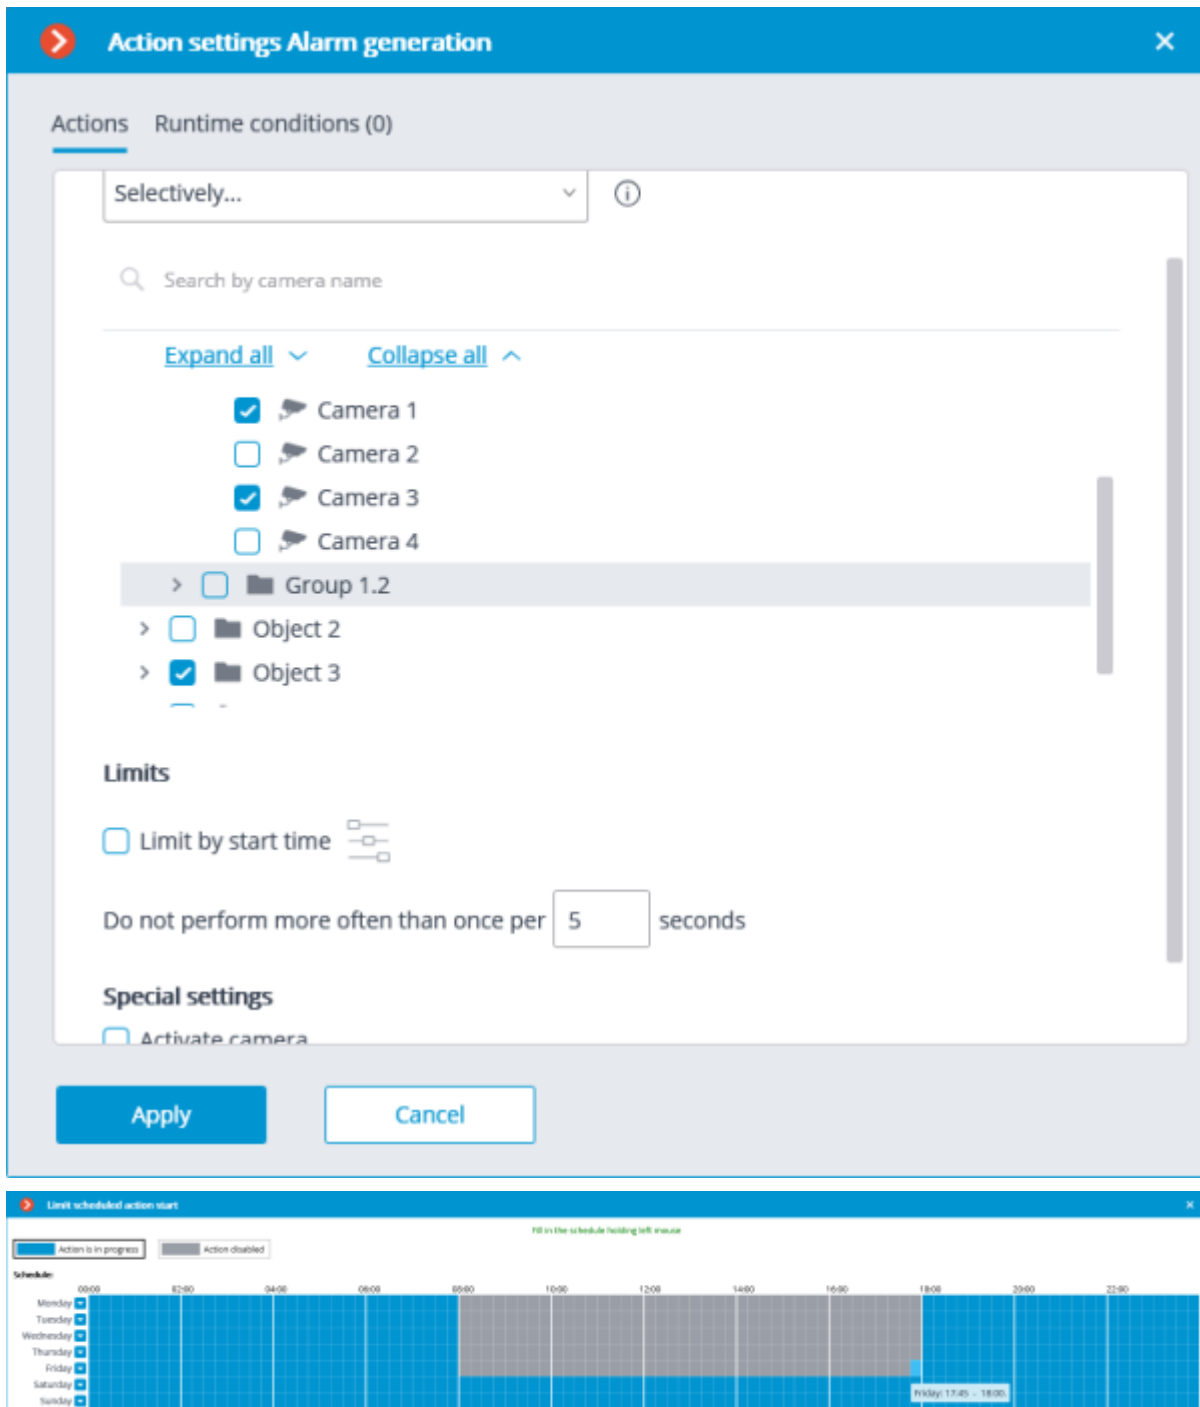 Action settings Alarm generation
Actions Runtime conditions (0)
Selectively...
Search by camera name
Expand all Collapse all
Camera 1
Camera 2
Camera 3
Camera 4
Group 1.2
Object 2
Object 3
Limits
Limit by start time
Do not perform more often than once per 5 seconds
Special settings
Activate camera
Apply Cancel
Limit scheduled action start
Fill in the schedule holding left mouse
Action is in progress Action disabled
Schedule:
00:00 02:00 04:00 06:00 08:00 10:00 12:00 14:00 16:00 18:00 20:00 22:00
Monday
Tuesday
Wednesday
Thursday
Friday
Saturday
Friday: 17:45 - 18:00.
Sunday